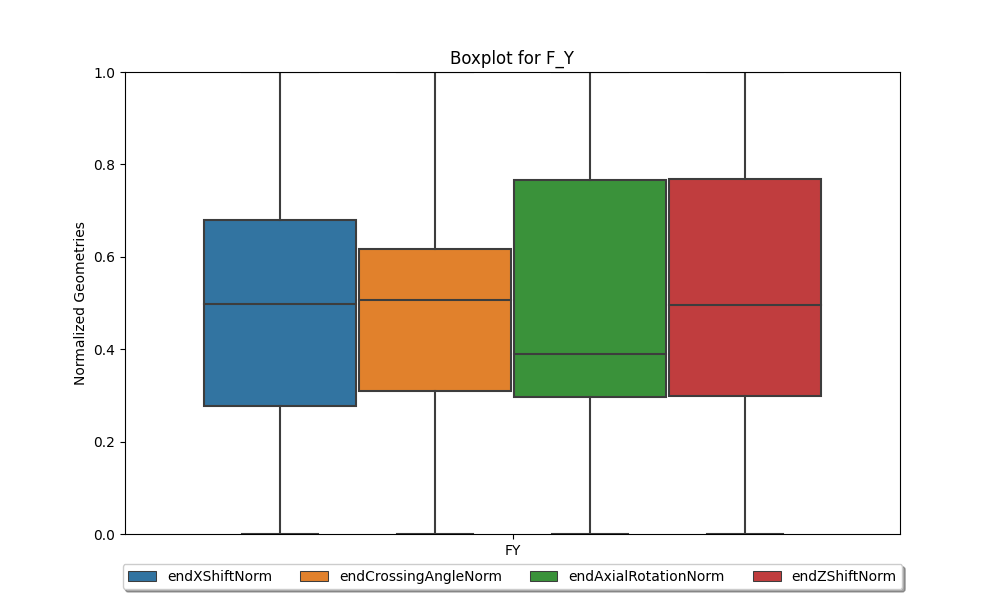 Boxplot for F_Y
Normalized Geometries
1.0
0.8
0.6
0.4
0.2
0.0
FY
endXShiftNorm endCrossingAngleNorm endAxialRotationNorm endZShiftNorm